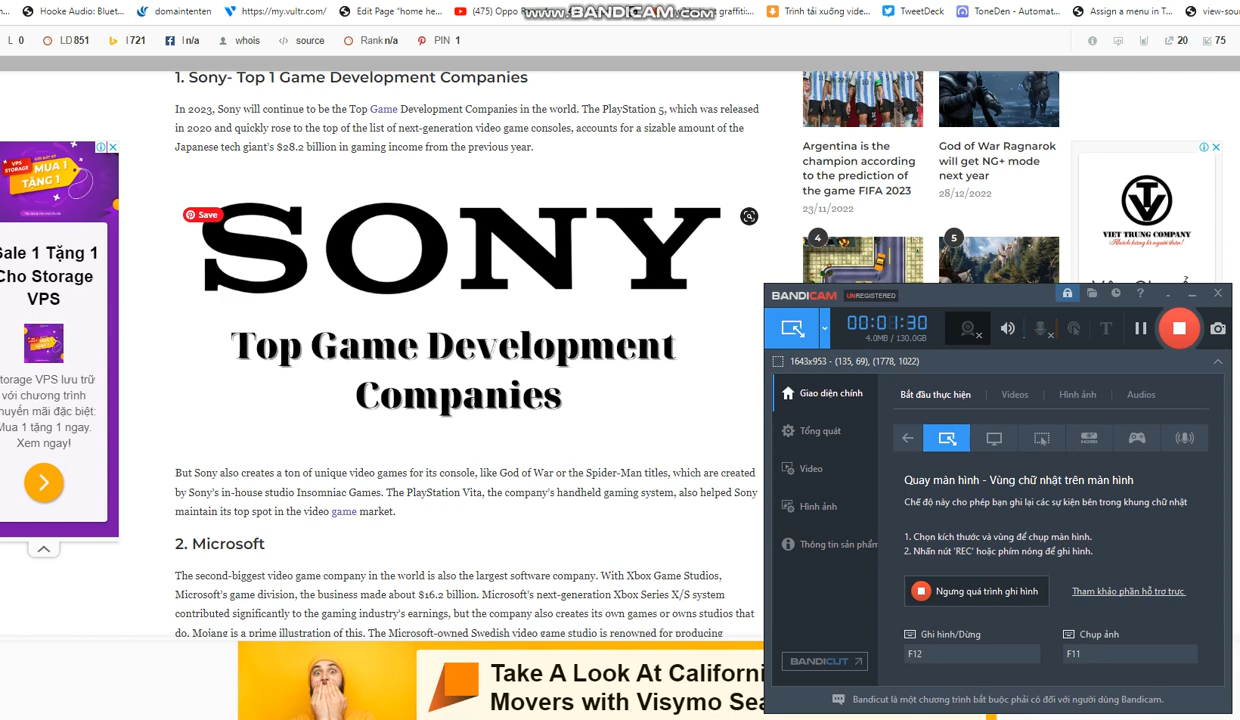 Hooke Audio: Bluet...
domaintenten
https://my.vultr.com/
Edit Page "home he...
(475) Oppo R
www.BANDICAM.com
graffiti:...
Trình tải xuống vide...
TweetDeck
ToneDen - Automat...
Assign a menu in T...
view-sour
L 0
LD 851
I 721
I n/a
whois
source
Rank n/a
PIN 1
20
75
1. Sony- Top 1 Game Development Companies
In 2023, Sony will continue to be the Top Game Development Companies in the world. The PlayStation 5, which was released
in 2020 and quickly rose to the top of the list of next-generation video game consoles, accounts for a sizable amount of the
Japanese tech giant's $28.2 billion in gaming income from the previous year.
Save
SONY
Top Game Development
Companies
But Sony also creates a ton of unique video games for its console, like God of War or the Spider-Man titles, which are created
by Sony's in-house studio Insomniac Games. The PlayStation Vita, the company's handheld gaming system, also helped Sony
maintain its top spot in the video game market.
2. Microsoft
The second-biggest video game company in the world is also the largest software company. With Xbox Game Studios,
Microsoft's game division, the business made about $16.2 billion. Microsoft's next-generation Xbox Series X/S system
contributed significantly to the gaming industry's earnings, but the company also creates its own games or owns studios that
do. Mojang is a prime illustration of this. The Microsoft-owned Swedish video game studio is renowned for producing
VPS
STORAGE
MUA 1
TẶNG 1
Sale 1 Tặng 1
Cho Storage
VPS
torage VPS lưu trữ
với chương trình
huyến mãi đặc biệt:
Mua 1 tặng 1 ngay.
Xem ngay!
Argentina is the
champion according
to the prediction of
the game FIFA 2023
23/11/2022
God of War Ragnarok
will get NG+ mode
next year
28/12/2022
4
5
VIET TRUNG COMPANY
Khách hàng là người thân!
BANDICAM
UNREGISTERED
00:01:30
4.0MB / 130.0GB
1643x953 - (135, 69), (1778, 1022)
Giao diện chính
Tổng quát
Video
Hình ảnh
Thông tin sản phẩm
BANDICUT
Bắt đầu thực hiện
Videos
Hình ảnh
Audios
Quay màn hình - Vùng chữ nhật trên màn hình
Chế độ này cho phép bạn ghi lại các sự kiện bên trong khung chữ nhật
1. Chọn kích thước và vùng để chụp màn hình.
2. Nhấn nút 'REC' hoặc phím nóng để ghi hình.
Ngưng quá trình ghi hình
Tham khảo phần hỗ trợ trực
Ghi hình/Dừng
F12
Chụp ảnh
F11
Bandicut là một chương trình bắt buộc phải có đối với người dùng Bandicam.
Take A Look At Californi
Movers with Visymo Sea